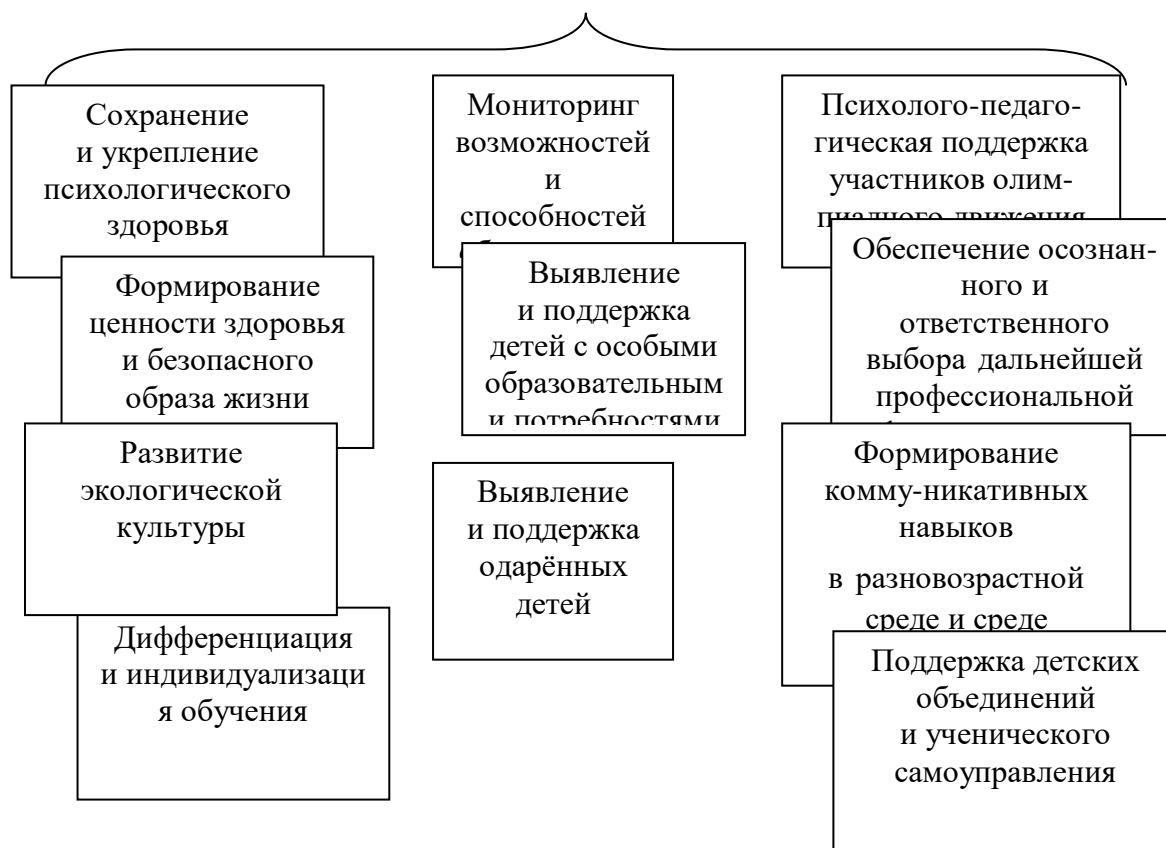 Сохранение
и укрепление
психологического
здоровья
Формирование
ценности здоровья
и безопасного
образа жизни
Развитие
экологической
культуры
Дифференциация
и индивидуализаци
я обучения
Мониторинг
возможностей
и
способностей
Выявление
и поддержка
детей с особыми
образовательным
и потребностями
Выявление
и поддержка
одарённых
детей
Психолого-педаго-
гическая поддержка
участников олим-
пиадного движения
Обеспечение осознан-
ного и
ответственного
выбора дальнейшей
профессиональной
Формирование
комму-никативных
навыков
в разновозрастной
среде и среде
Поддержка детских
объединений
и ученического
самоуправления